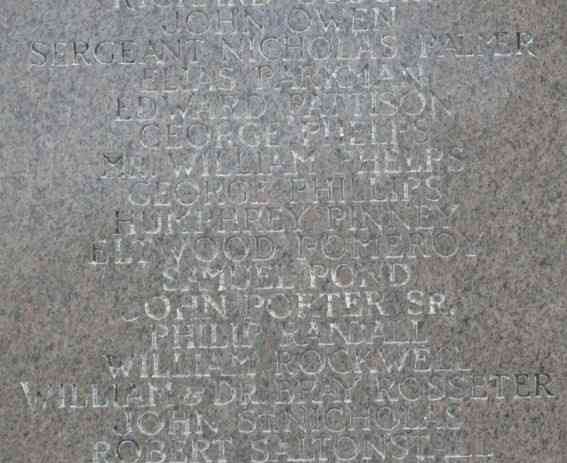 JOHN OWEN
SERGEANT NICHOLAS PALMER
ELIAS PARKMAN
EDWARD PATTISON
GEORGE PHELPS
MR. WILLIAM PHELPS
GEORGE PHILLIPS
HUMPHREY PINNEY
ELTWOOD POMEROY
SAMUEL POND
JOHN PORTER SR.
PHILIP RANDALL
WILLIAM ROCKWELL
WILLIAM & DR. BRAY ROSSETER
JOHN ST.NICHOLAS
ROBERT SALTONSTALL